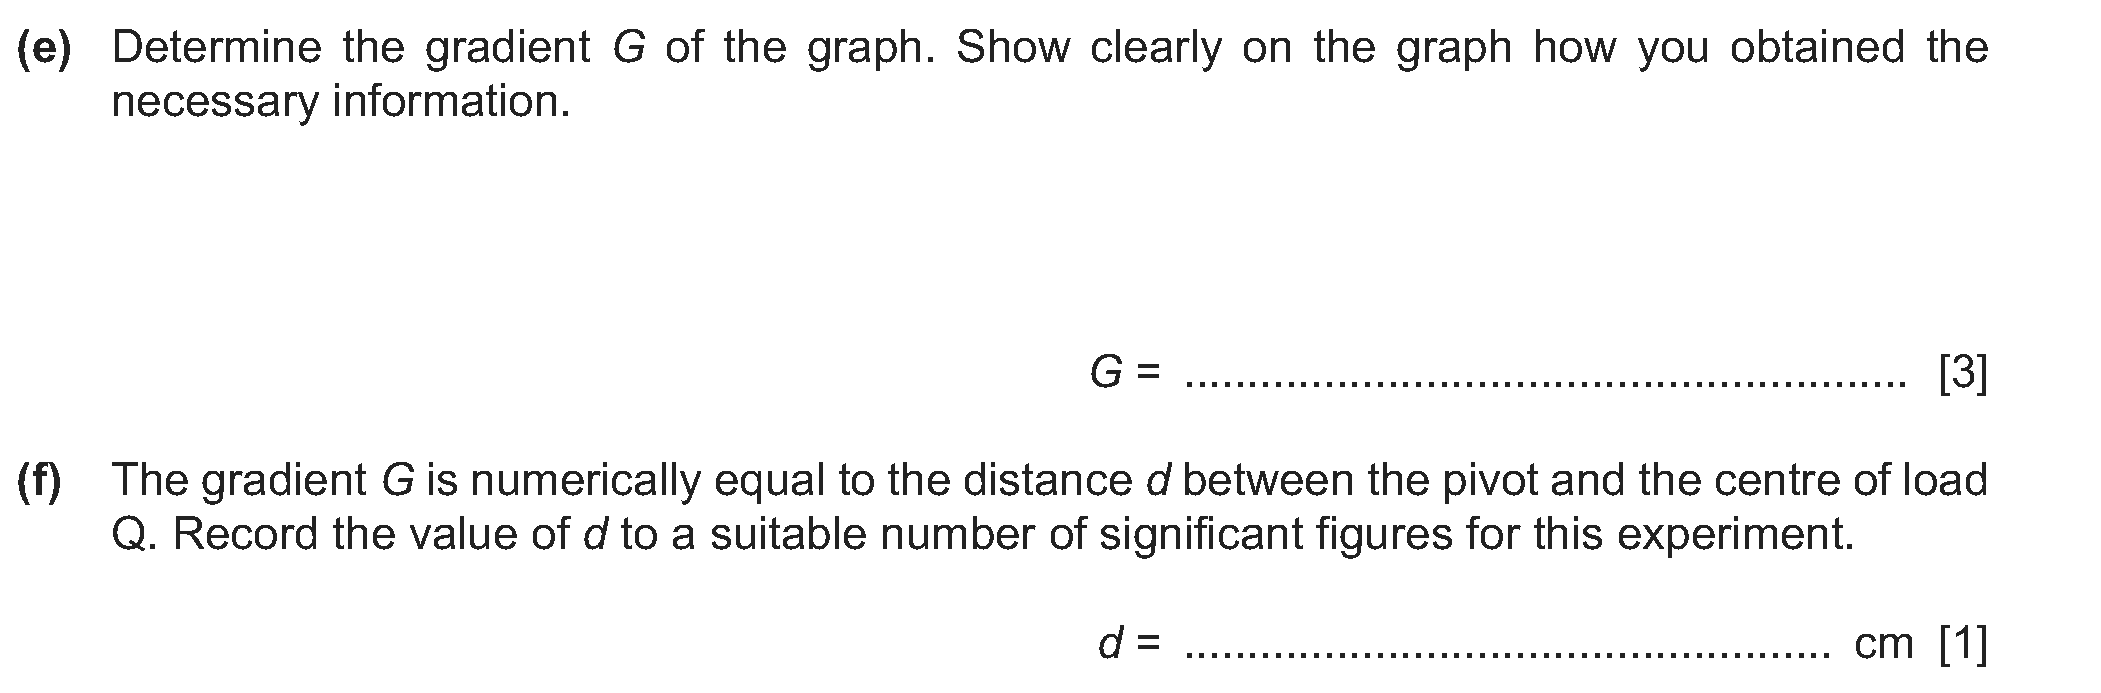 (e) Determine the gradient G of the graph. Show clearly on the graph how you obtained the
necessary information.
G = .......................................................... [3]
(f) The gradient G is numerically equal to the distance d between the pivot and the centre of load
Q. Record the value of d to a suitable number of significant figures for this experiment.
d = .................................................... cm [1]